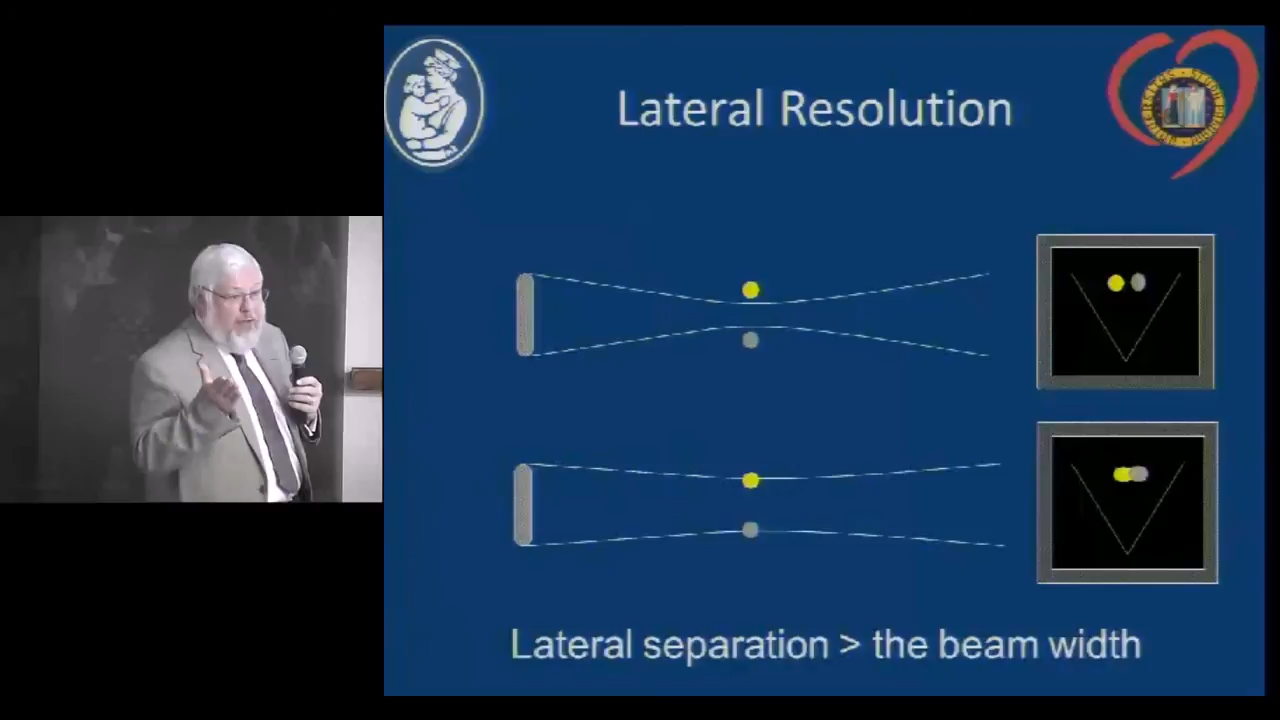 Lateral Resolution
Lateral separation > the beam width